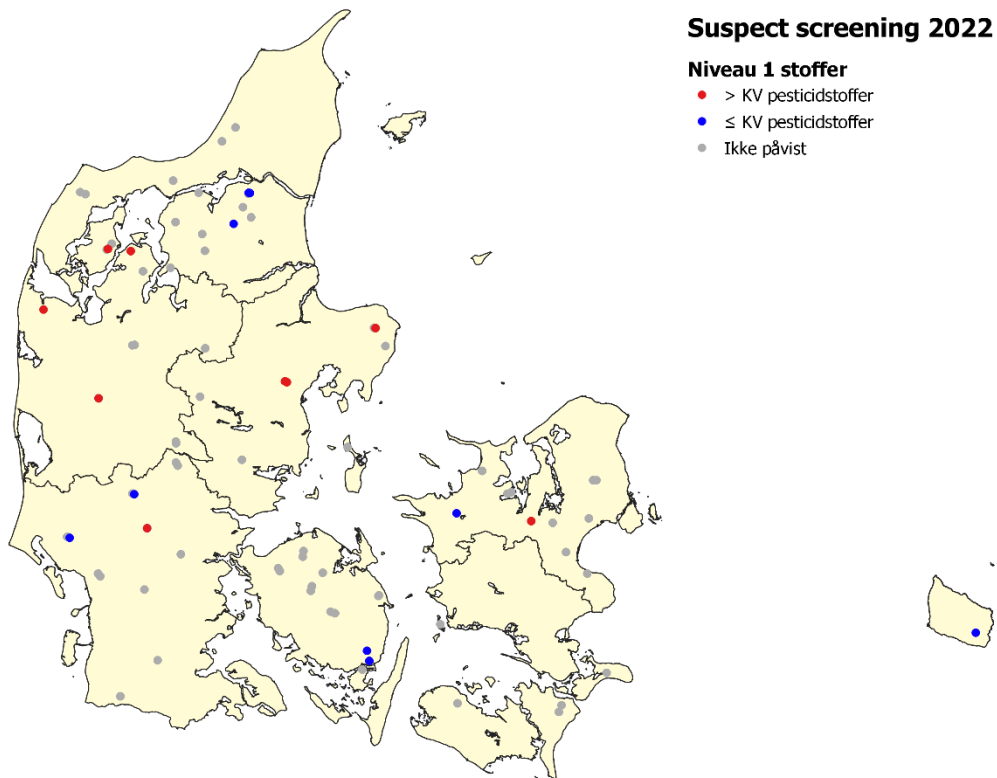 Suspect screening 2022
Niveau 1 stoffer
> KV pesticidstoffer
≤ KV pesticidstoffer
Ikke påvist